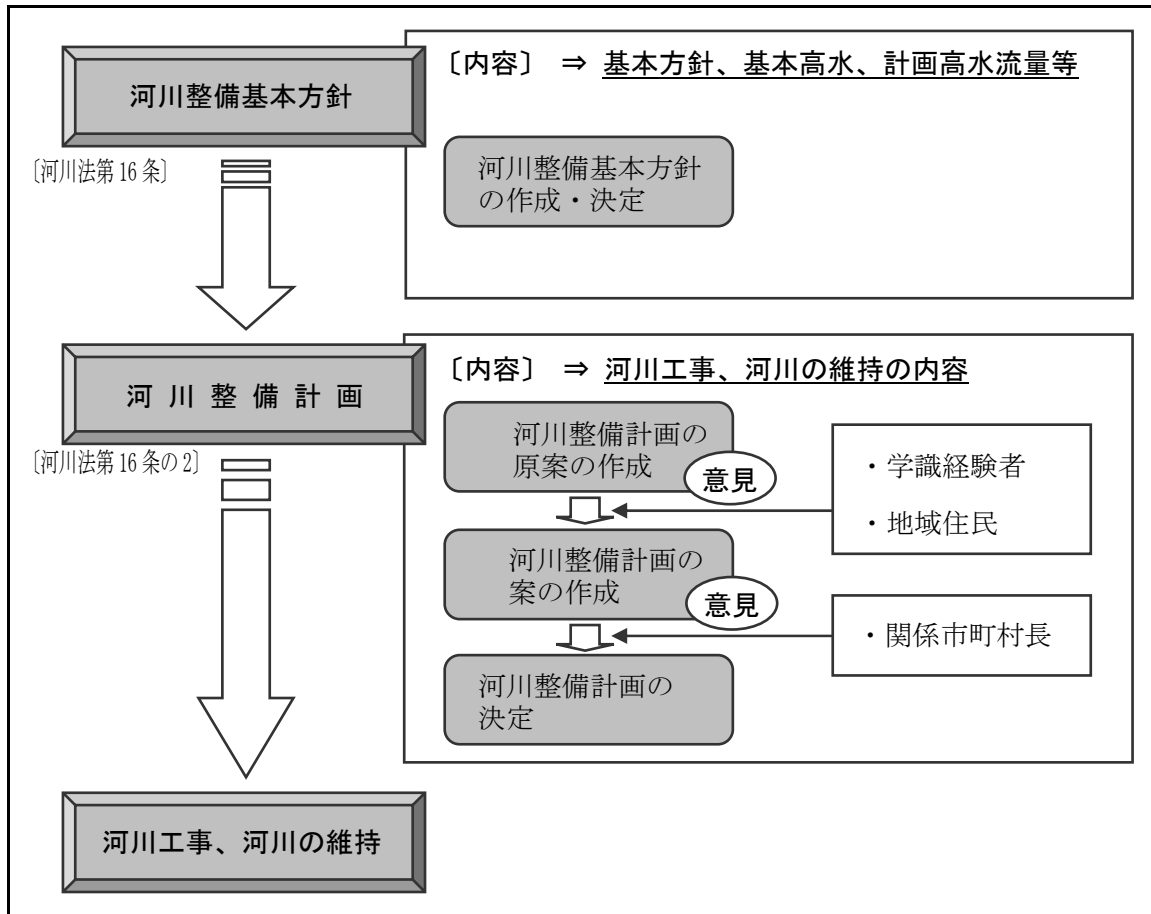 河川整備基本方針
〔河川法第16条〕
〔内容〕 ⇒ 基本方針、基本高水、計画高水流量等
河川整備基本方針
の作成・決定
河川整備計画
〔河川法第16条の2〕
〔内容〕 ⇒ 河川工事、河川の維持の内容
河川整備計画の
原案の作成
意見
・学識経験者
・地域住民
河川整備計画の
案の作成
意見
・関係市町村長
河川整備計画の
決定
河川工事、河川の維持